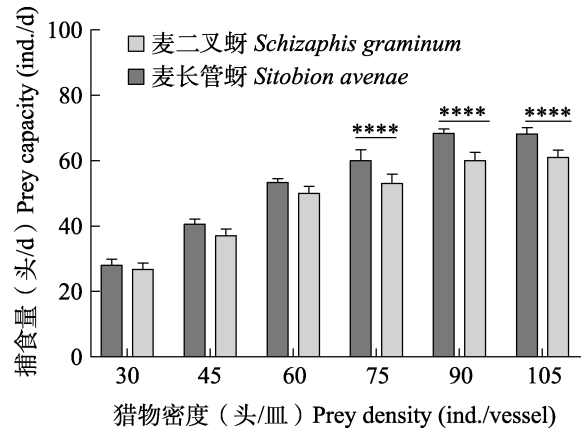 捕食量（头/d）Prey capacity (ind./d)
100
80
60
40
20
0
麦二叉蚜 Schizaphis graminum
麦长管蚜 Sitobion avenae
**** **** ****
30 45 60 75 90 105
猎物密度（头/皿）Prey density (ind./vessel)